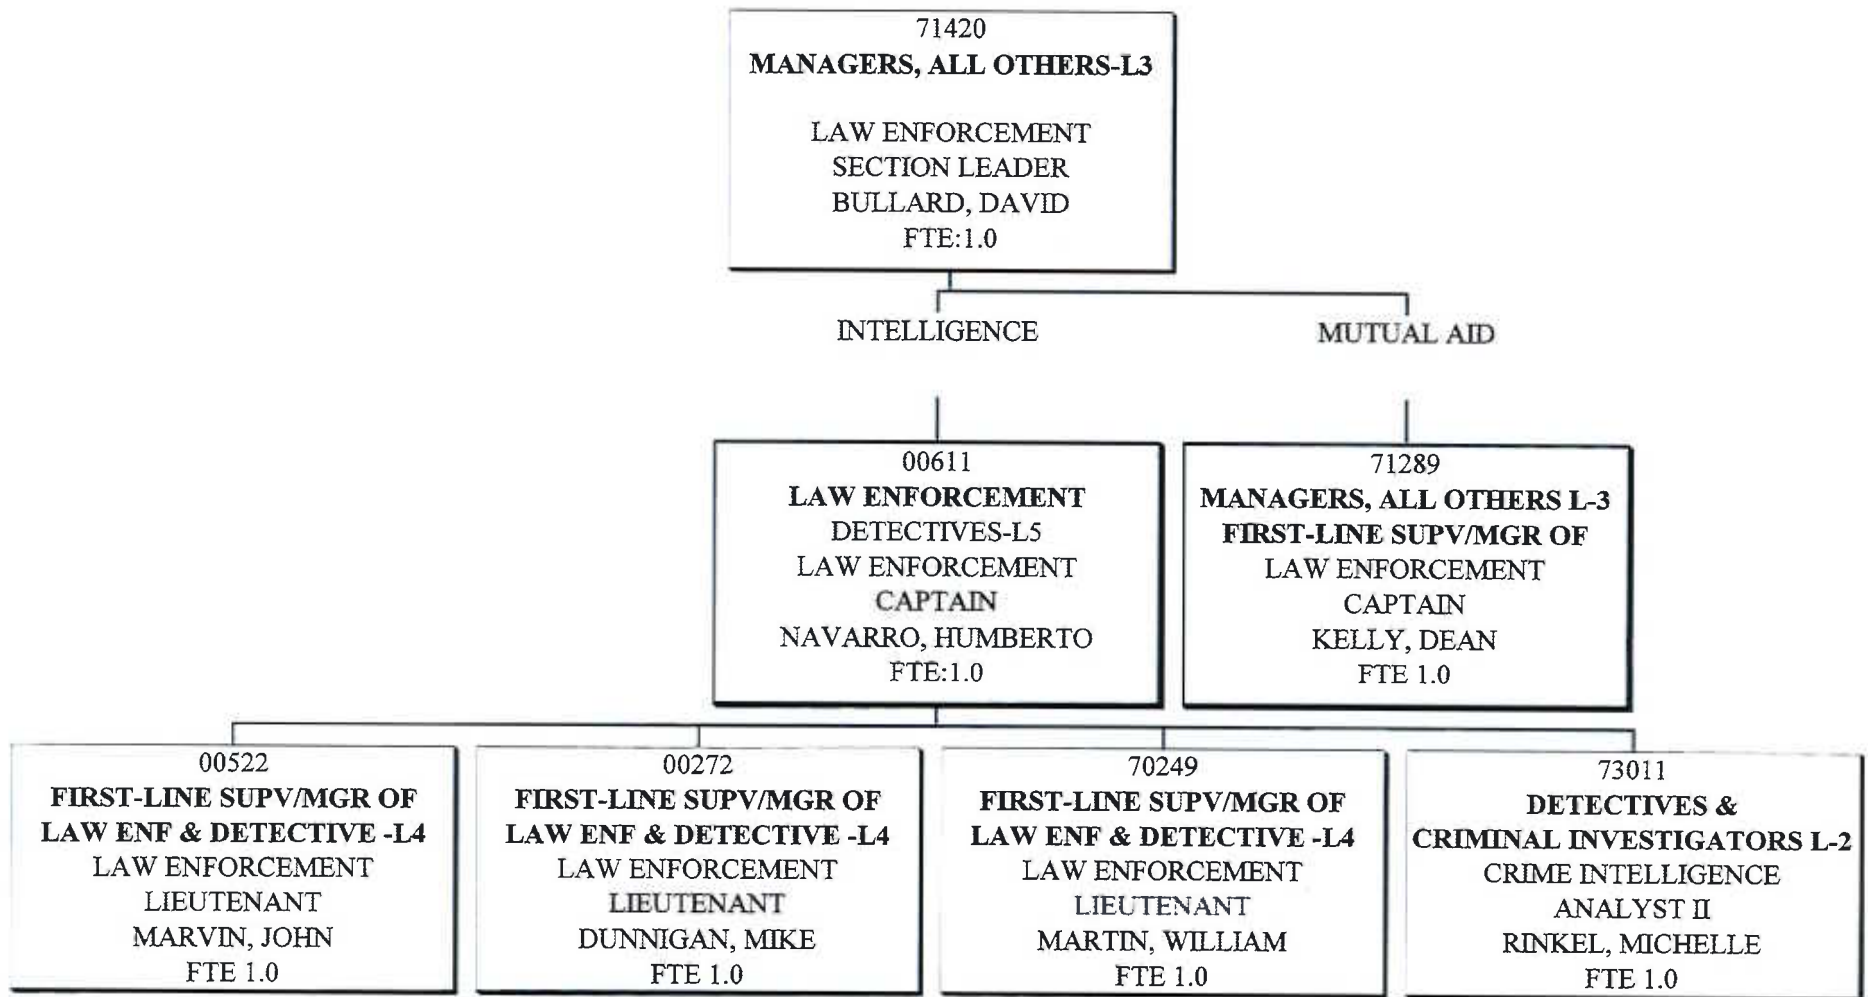 71420
MANAGERS, ALL OTHERS-L3
LAW ENFORCEMENT
SECTION LEADER
BULLARD, DAVID
FTE:1.0
INTELLIGENCE
MUTUAL AID
00611
LAW ENFORCEMENT
DETECTIVES-L5
LAW ENFORCEMENT
CAPTAIN
NAVARRO, HUMBERTO
FTE:1.0
71289
MANAGERS, ALL OTHERS L-3
FIRST-LINE SUPV/MGR OF
LAW ENFORCEMENT
CAPTAIN
KELLY, DEAN
FTE 1.0
00522
FIRST-LINE SUPV/MGR OF
LAW ENF & DETECTIVE -L4
LAW ENFORCEMENT
LIEUTENANT
MARVIN, JOHN
FTE 1.0
00272
FIRST-LINE SUPV/MGR OF
LAW ENF & DETECTIVE -L4
LAW ENFORCEMENT
LIEUTENANT
DUNNIGAN, MIKE
FTE 1.0
70249
FIRST-LINE SUPV/MGR OF
LAW ENF & DETECTIVE -L4
LAW ENFORCEMENT
LIEUTENANT
MARTIN, WILLIAM
FTE 1.0
73011
DETECTIVES &
CRIMINAL INVESTIGATORS L-2
CRIME INTELLIGENCE
ANALYST II
RINKEL, MICHELLE
FTE 1.0